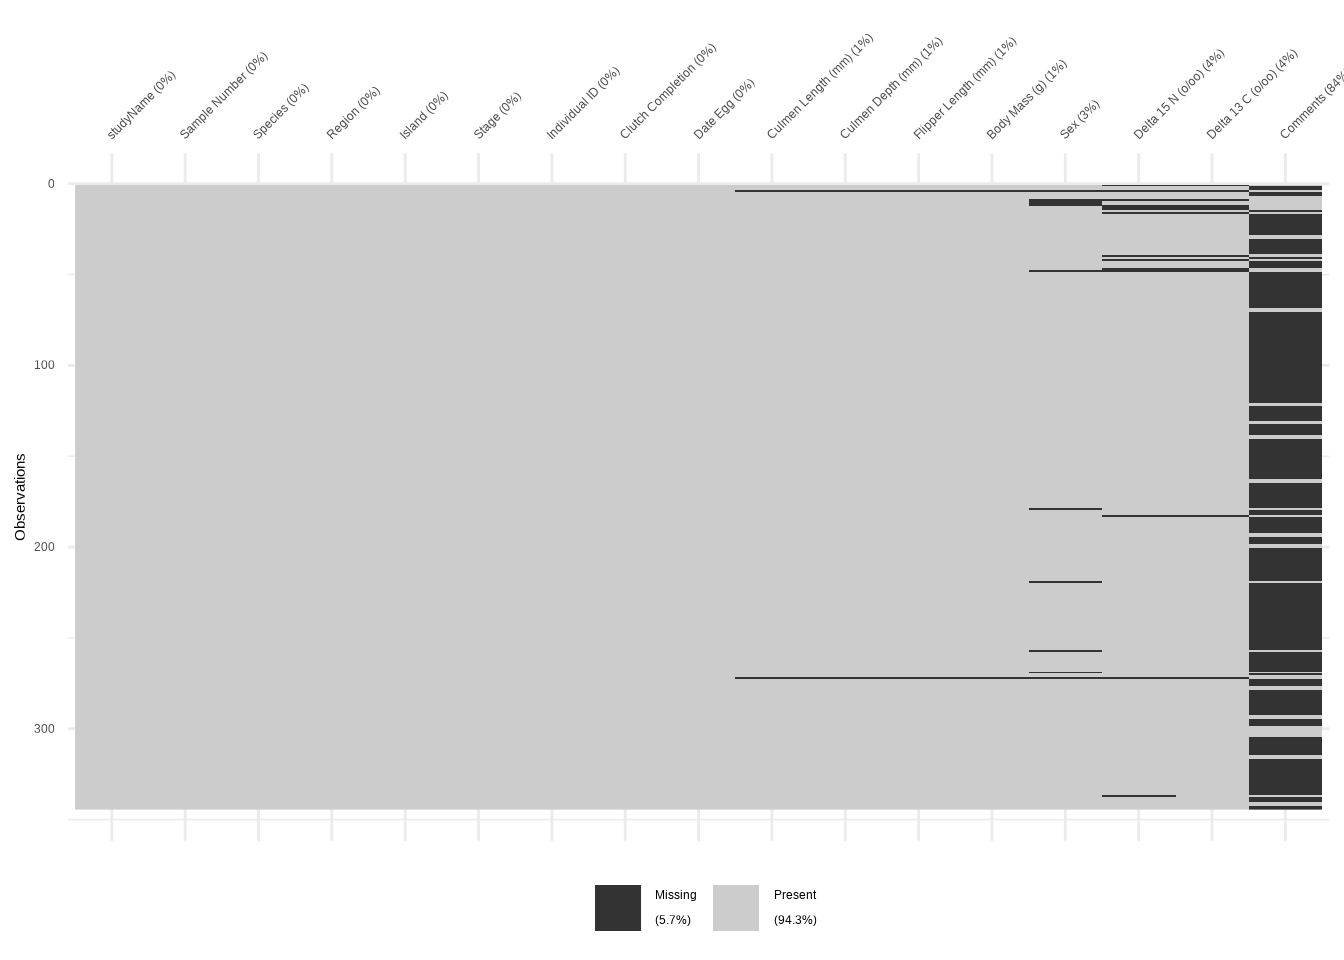 studyName (0%)
Sample Number (0%)
Species (0%)
Region (0%)
Island (0%)
Stage (0%)
Individual ID (0%)
Clutch Completion (0%)
Date Egg (0%)
Culmen Length (mm) (1%)
Culmen Depth (mm) (1%)
Flipper Length (mm) (1%)
Body Mass (g) (1%)
Sex (3%)
Delta 15 N (o/oo) (4%)
Delta 13 C (o/oo) (4%)
Comments (84%
0
100
200
300
Observations
Missing
(5.7%)
Present
(94.3%)